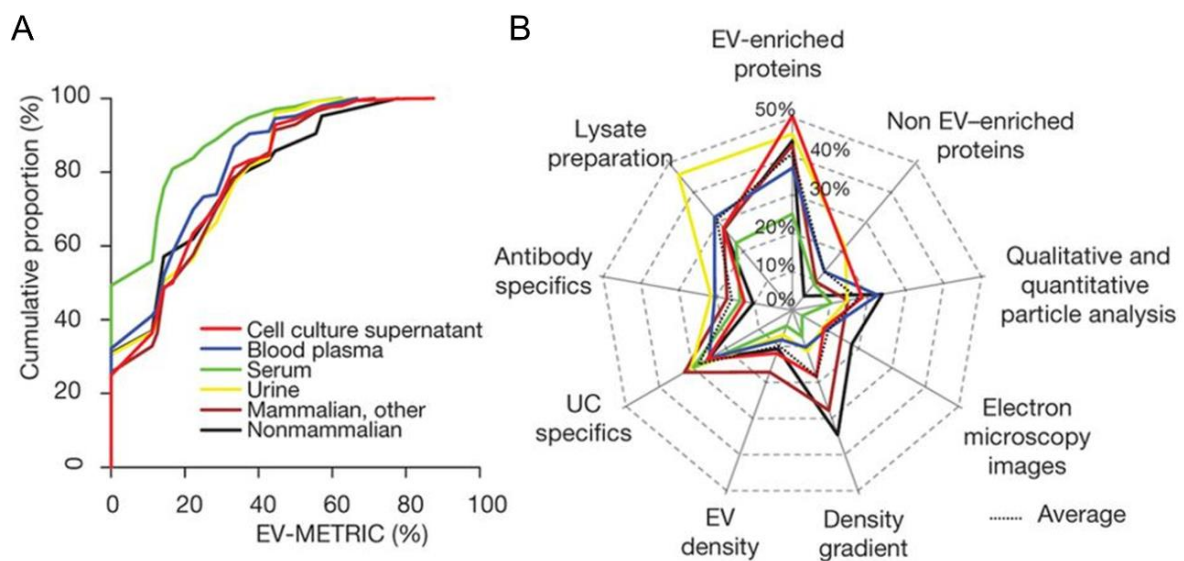 A
Cumulative proportion (%)
100
80
60
40
20
0
0
20
40
60
80
100
EV-METRIC (%)
Cell culture supernatant
Blood plasma
Serum
Urine
Mammalian, other
Nonmammalian
B
EV-enriched
proteins
Non EV–enriched
proteins
Qualitative and
quantitative
particle analysis
Electron
microscopy
images
Density
gradient
EV
density
UC
specifics
Antibody
specifics
Lysate
preparation
50%
40%
30%
20%
10%
0%
Average